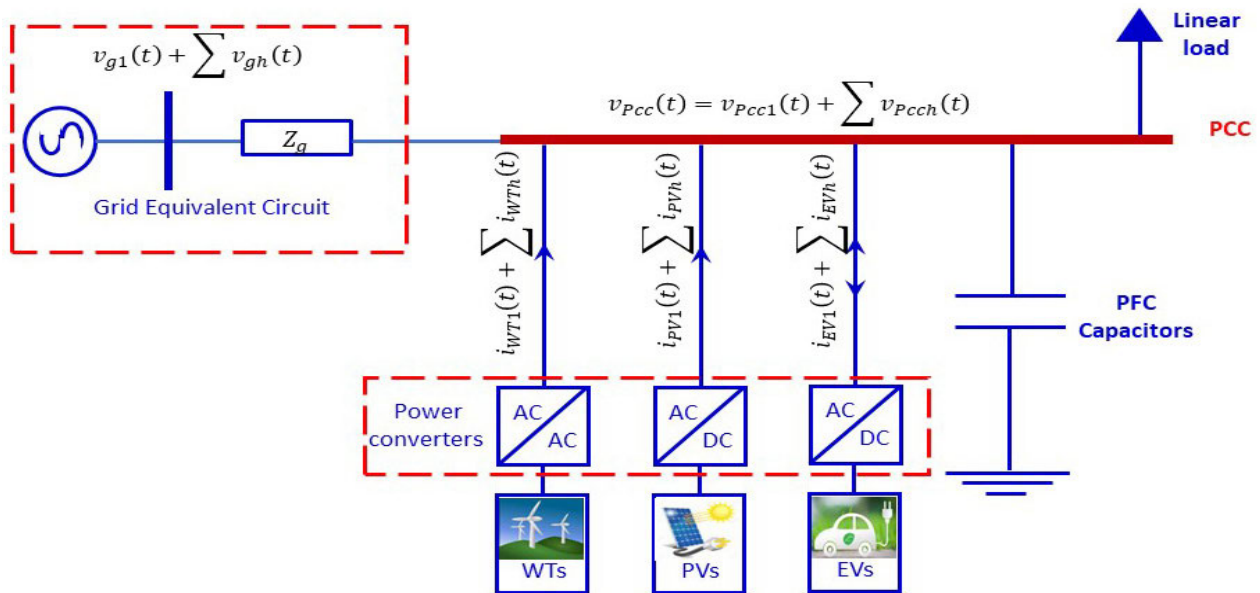 v_{g1}(t) + ∑ v_{gh}(t)
Linear
load
v_{Pcc}(t) = v_{Pcc1}(t) + ∑ v_{Pcch}(t)
PCC
Z_g
Grid Equivalent Circuit
i_{WT1}(t) + ∑ i_{WTh}(t)
i_{PV1}(t) + ∑ i_{PVh}(t)
i_{EV1}(t) + ∑ i_{EVh}(t)
PFC
Capacitors
Power
converters
AC
AC
AC
DC
AC
DC
WTs
PVs
EVs